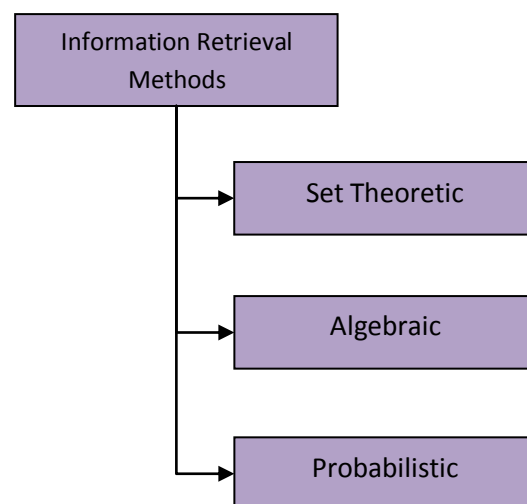 Information Retrieval
Methods
Set Theoretic
Algebraic
Probabilistic